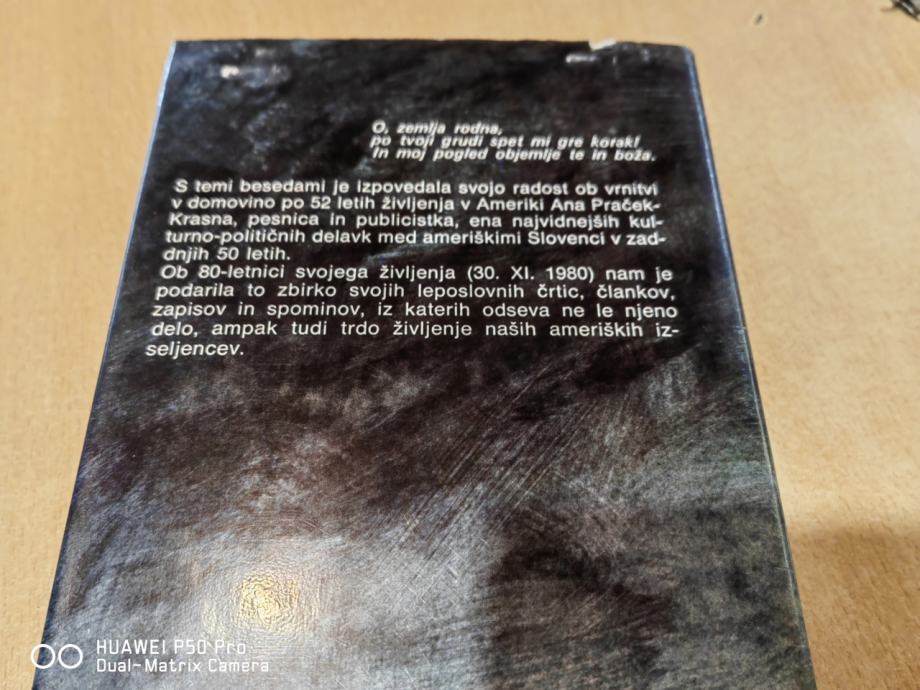 O, zemlja rodna,
po tvoji grudi spet mi gre korak!
In moj pogled objemlje te in boža.
S temi besedami je izpovedala svojo radost ob vrnitvi
v domovino po 52 letih življenja v Ameriki Ana Praček-
Krasna, pesnica in publicistka, ena najvidnejših kul-
turno-političnih delavk med ameriškimi Slovenci v zad-
dnjih 50 letih.
Ob 80-letnici svojega življenja (30. XI. 1980) nam je
podarila to zbirko svojih leposlovnih črtic, člankov,
zapisov in spominov, iz katerih odseva ne le njeno
delo, ampak tudi trdo življenje naših ameriških iz-
seljencev.
HUAWEI P50 Pro
Dual-Matrix Camera